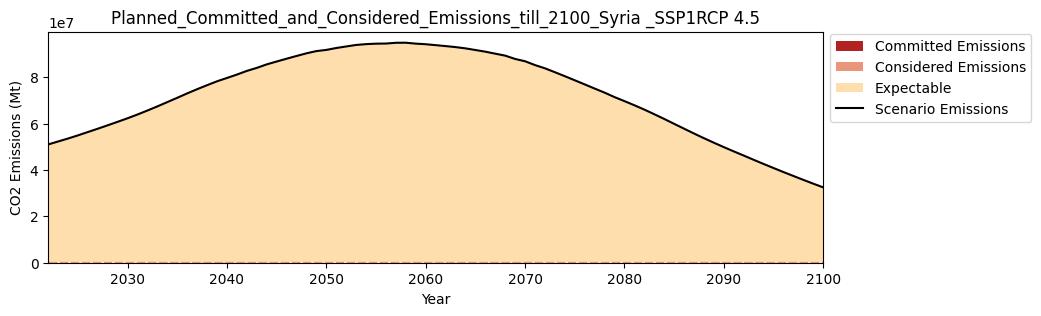 Planned_Committed_and_Considered_Emissions_till_2100_Syria _SSP1RCP 4.5
1e7
8
6
4
2
0
CO2 Emissions (Mt)
2030 2040 2050 2060 2070 2080 2090 2100
Year
Committed Emissions
Considered Emissions
Expectable
Scenario Emissions